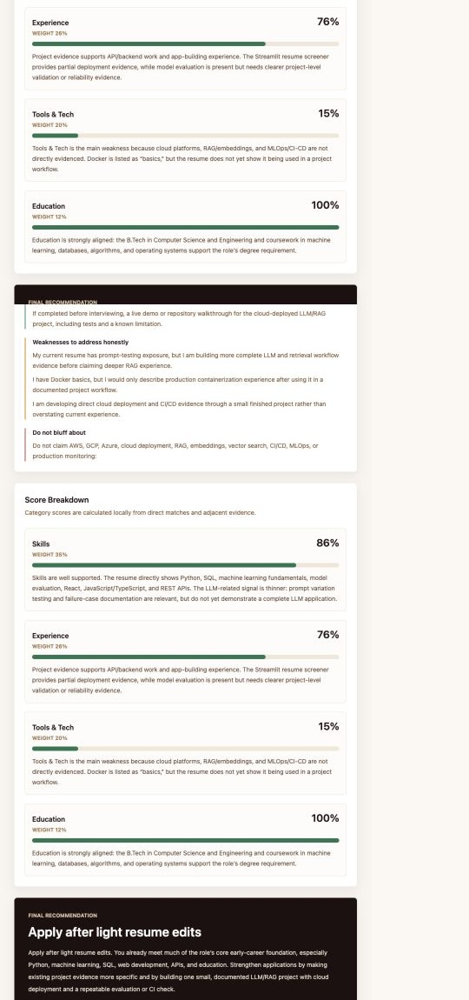 Experience
76%
WEIGHT 26%
Project evidence supports API/backend work and app-building experience. The Streamlit resume screener
provides partial deployment evidence, while model evaluation is present but needs clearer project-level
validation or reliability evidence.
Tools & Tech
15%
WEIGHT 20%
Tools & Tech is the main weakness because cloud platforms, RAG/embeddings, and MLOps/CI-CD are not
directly evidenced. Docker is listed as "basics," but the resume does not yet show it being used in a project
workflow.
Education
100%
WEIGHT 12%
Education is strongly aligned: the B.Tech in Computer Science and Engineering and coursework in machine
learning, databases, algorithms, and operating systems support the role's degree requirement.
FINAL RECOMMENDATION
If completed before interviewing, a live demo or repository walkthrough for the cloud-deployed LLM/RAG
project, including tests and a known limitation.
Weaknesses to address honestly
My current resume has prompt-testing exposure, but I am building more complete LLM and retrieval workflow
evidence before claiming deeper RAG experience.
I have Docker basics, but I would only describe production containerization experience after using it in a
documented project workflow.
I am developing direct cloud deployment and CI/CD evidence through a small finished project rather than
overstating current experience.
Do not bluff about
Do not claim AWS, GCP, Azure, cloud deployment, RAG, embeddings, vector search, CI/CD, MLOps, or
production monitoring:
Score Breakdown
Category scores are calculated locally from direct matches and adjacent evidence.
Skills
86%
WEIGHT 35%
Skills are well supported. The resume directly shows Python, SQL, machine learning fundamentals, model
evaluation, React, JavaScript/TypeScript, and REST APIs. The LLM-related signal is thinner: prompt variation
testing and failure-case documentation are relevant, but do not yet demonstrate a complete LLM application.
Experience
76%
WEIGHT 26%
Project evidence supports API/backend work and app-building experience. The Streamlit resume screener
provides partial deployment evidence, while model evaluation is present but needs clearer project-level
validation or reliability evidence.
Tools & Tech
15%
WEIGHT 20%
Tools & Tech is the main weakness because cloud platforms, RAG/embeddings, and MLOps/CI-CD are not
directly evidenced. Docker is listed as "basics," but the resume does not yet show it being used in a project
workflow.
Education
100%
WEIGHT 12%
Education is strongly aligned: the B.Tech in Computer Science and Engineering and coursework in machine
learning, databases, algorithms, and operating systems support the role's degree requirement.
FINAL RECOMMENDATION
Apply after light resume edits
Apply after light resume edits. You already meet much of the role's core early-career foundation, especially
Python, machine learning, SQL, web development, APIs, and education. Strengthen applications by making
existing project evidence more specific and by building one small, documented LLM/RAG project with cloud
deployment and a repeatable evaluation or CI check.